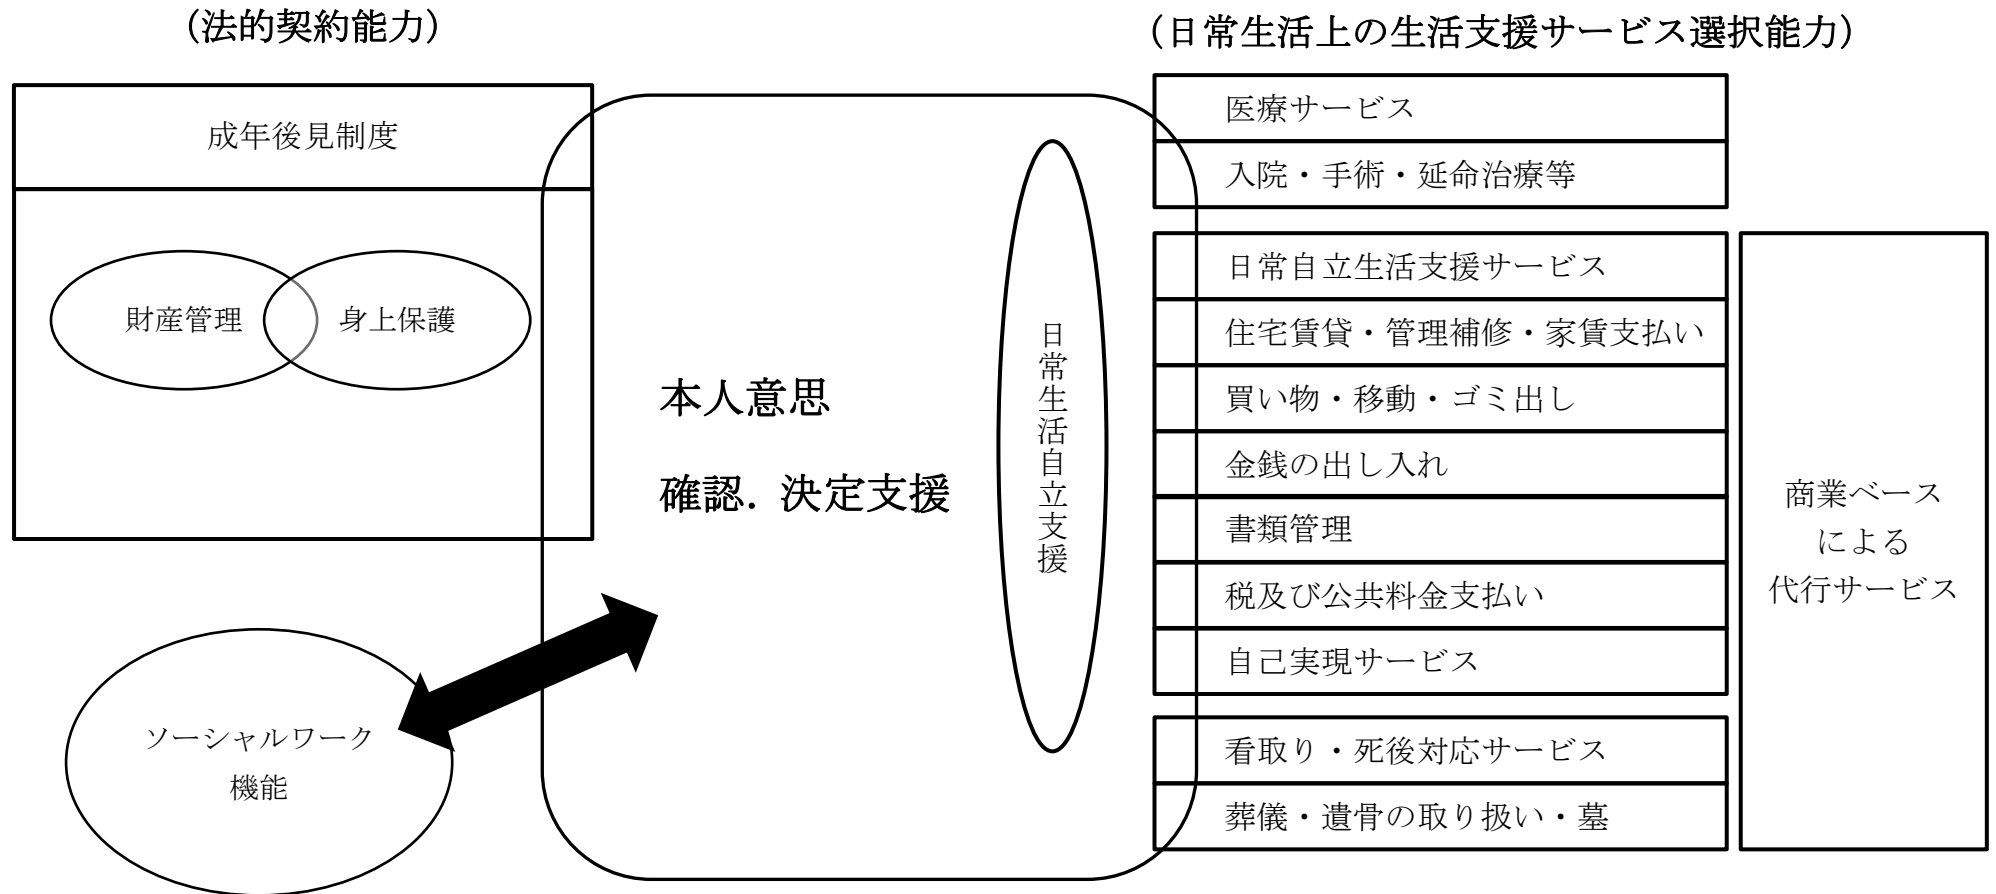 (法的契約能力)
(日常生活上の生活支援サービス選択能力)
成年後見制度
財産管理
身上保護
ソーシャルワーク
機能
本人意思
確認. 決定支援
日常生活自立支援
医療サービス
入院・手術・延命治療等
日常自立生活支援サービス
住宅賃貸・管理補修・家賃支払い
買い物・移動・ゴミ出し
金銭の出し入れ
書類管理
税及び公共料金支払い
自己実現サービス
看取り・死後対応サービス
葬儀・遺骨の取り扱い・墓
商業ベース
による
代行サービス